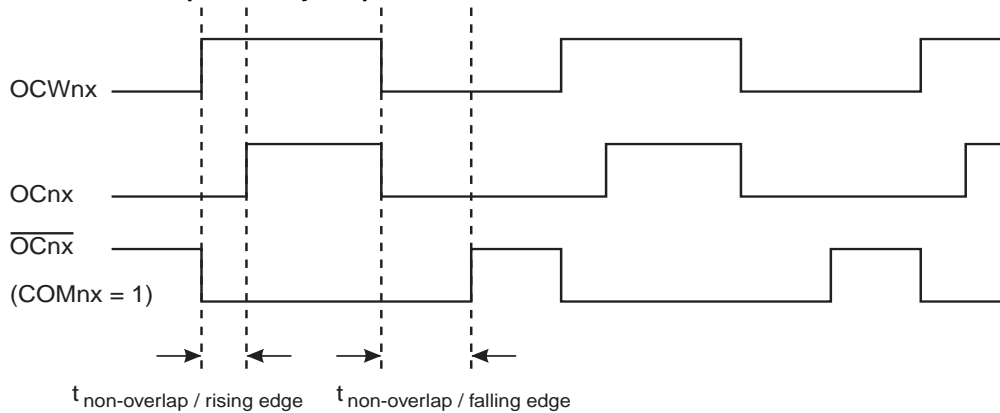 OCWnx
OCnx
OCnx
(COMnx = 1)
t non-overlap / rising edge
t non-overlap / falling edge